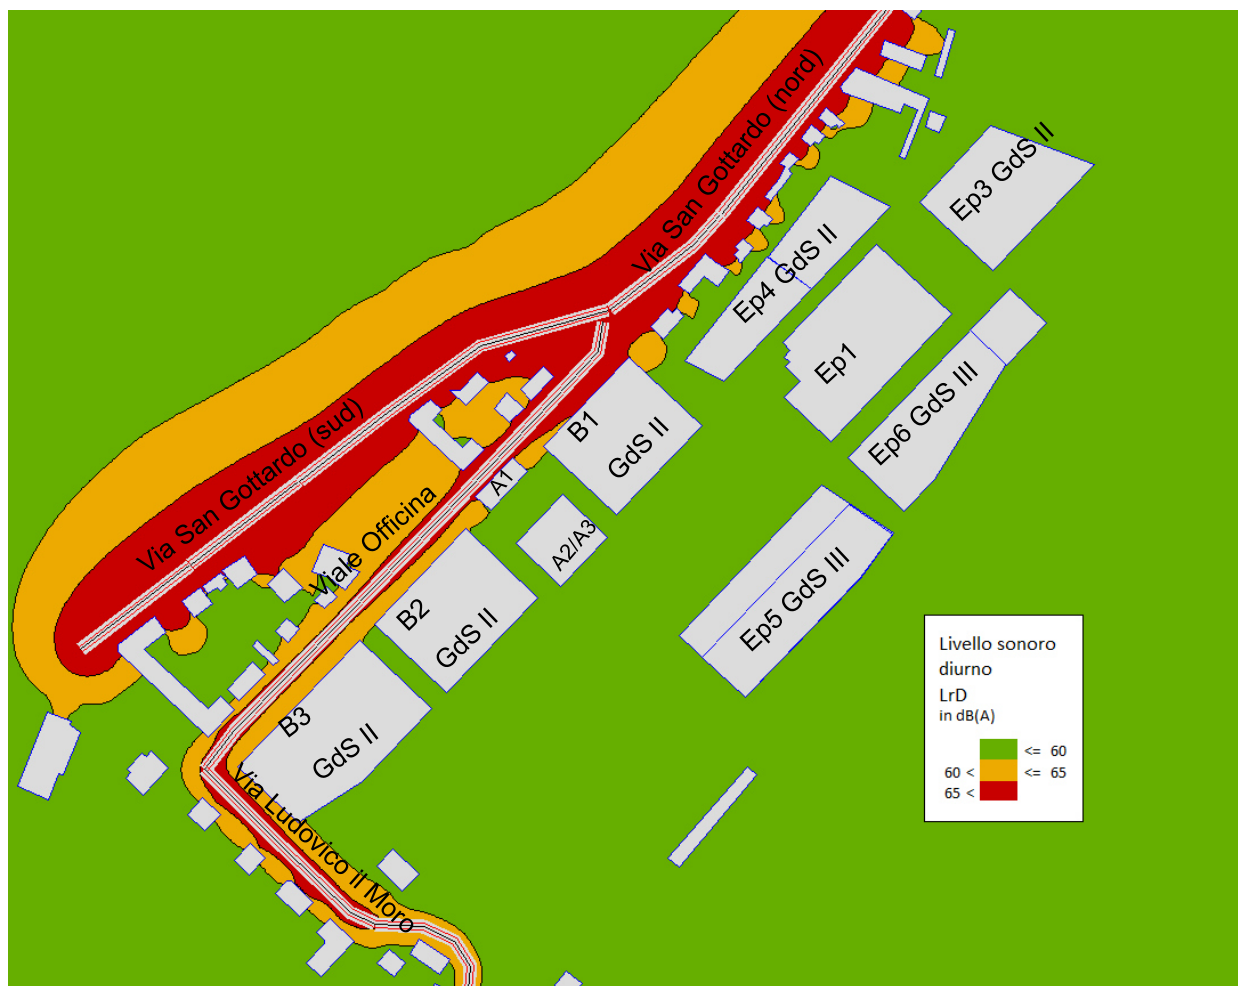 Via San Gottardo (nord)
Ep3 GdS II
Ep4 GdS II
Ep1
Ep6 GdS III
B1
GdS II
Via San Gottardo (sud)
A1
Viale Officina
A2/A3
B2
GdS II
Ep5 GdS III
B3
GdS II
Via Ludovico il Moro
Livello sonoro
diurno
LrD
in dB(A)
<= 60
60 < <= 65
65 <